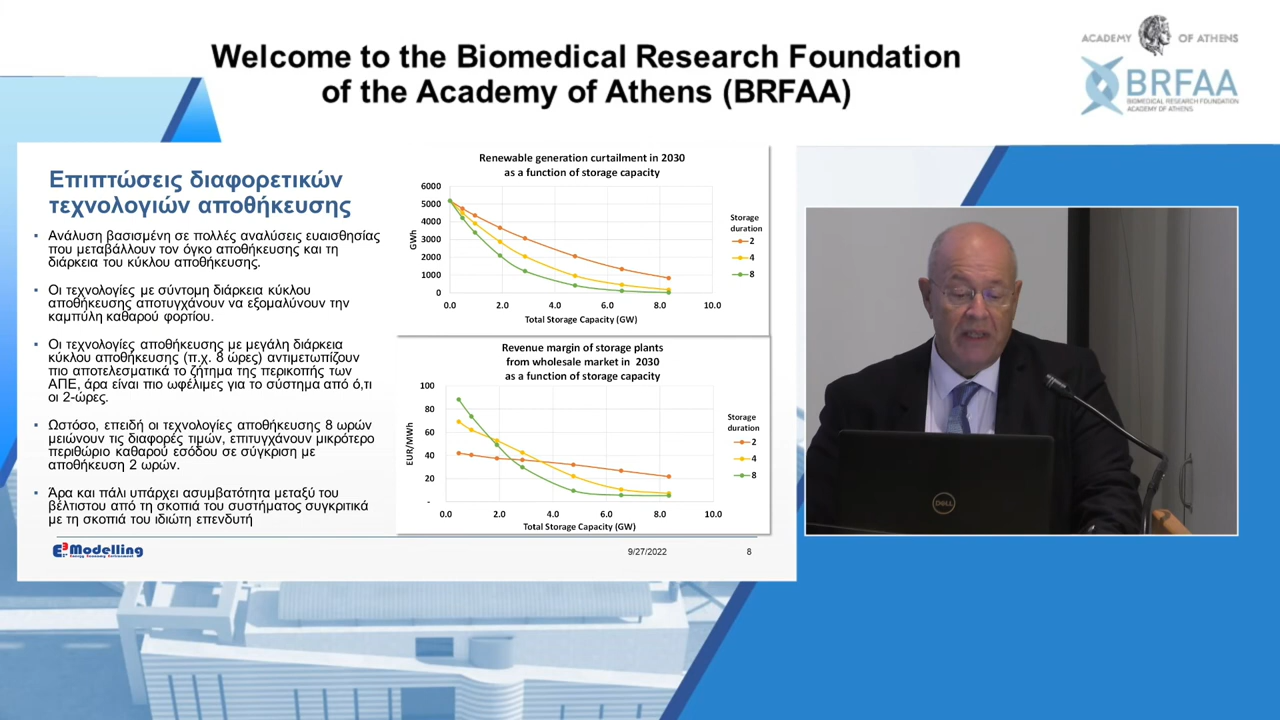 Welcome to the Biomedical Research Foundation
of the Academy of Athens (BRFAA)
ACADEMY OF ATHENS
BRFAA
BIOMEDICAL RESEARCH FOUNDATION
ACADEMY OF ATHENS
Επιπτώσεις διαφορετικών
τεχνολογιών αποθήκευσης
▪ Ανάλυση βασισμένη σε πολλές αναλύσεις ευαισθησίας
που μεταβάλλουν τον όγκο αποθήκευσης και τη
διάρκεια του κύκλου αποθήκευσης.
▪ Οι τεχνολογίες με σύντομη διάρκεια κύκλου
αποθήκευσης αποτυγχάνουν να εξομαλύνουν την
καμπύλη καθαρού φορτίου.
▪ Οι τεχνολογίες αποθήκευσης με μεγάλη διάρκεια
κύκλου αποθήκευσης (π.χ. 8 ώρες) αντιμετωπίζουν
πιο αποτελεσματικά το ζήτημα της περικοπής των
ΑΠΕ, άρα είναι πιο ωφέλιμες για το σύστημα από ό,τι
οι 2-ώρες.
▪ Ωστόσο, επειδή οι τεχνολογίες αποθήκευσης 8 ωρών
μειώνουν τις διαφορές τιμών, επιτυγχάνουν μικρότερο
περιθώριο καθαρού εσόδου σε σύγκριση με
αποθήκευση 2 ωρών.
▪ Άρα και πάλι υπάρχει ασυμβατότητα μεταξύ του
βέλτιστου από τη σκοπιά του συστήματος συγκριτικά
με τη σκοπιά του ιδιώτη επενδυτή
Renewable generation curtailment in 2030
as a function of storage capacity
6000
5000
4000
3000
2000
1000
0
GWh
0.0 2.0 4.0 6.0 8.0 10.0
Total Storage Capacity (GW)
Storage
duration
2
4
8
Revenue margin of storage plants
from wholesale market in 2030
as a function of storage capacity
100
80
60
40
20
-
EUR/MWh
0.0 2.0 4.0 6.0 8.0 10.0
Total Storage Capacity (GW)
Storage
duration
2
4
8
E3 Modelling
Energy Economy Environment
9/27/2022
8
DELL